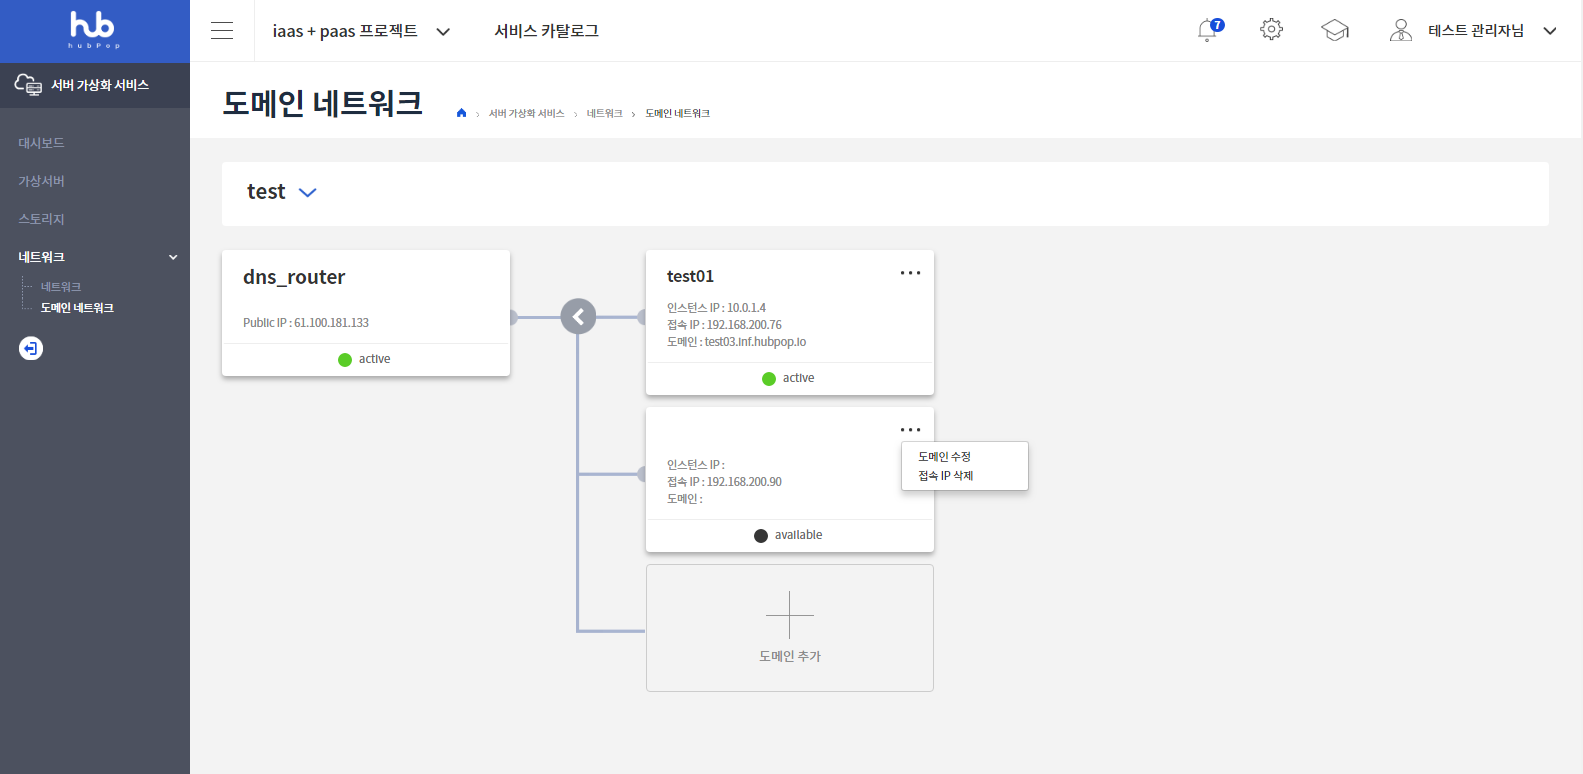 hub
hubPop
iaas + paas 프로젝트
서비스 카탈로그
7
테스트 관리자님
서버 가상화 서비스
대시보드
가상서버
스토리지
네트워크
네트워크
도메인 네트워크
도메인 네트워크
서버 가상화 서비스 > 네트워크 > 도메인 네트워크
test
dns_router
Public IP : 61.100.181.133
active
test01
인스턴스 IP : 10.0.1.4
접속 IP : 192.168.200.76
도메인 : test03.inf.hubpop.io
active
인스턴스 IP :
접속 IP : 192.168.200.90
도메인 :
available
도메인 수정
접속 IP 삭제
도메인 추가